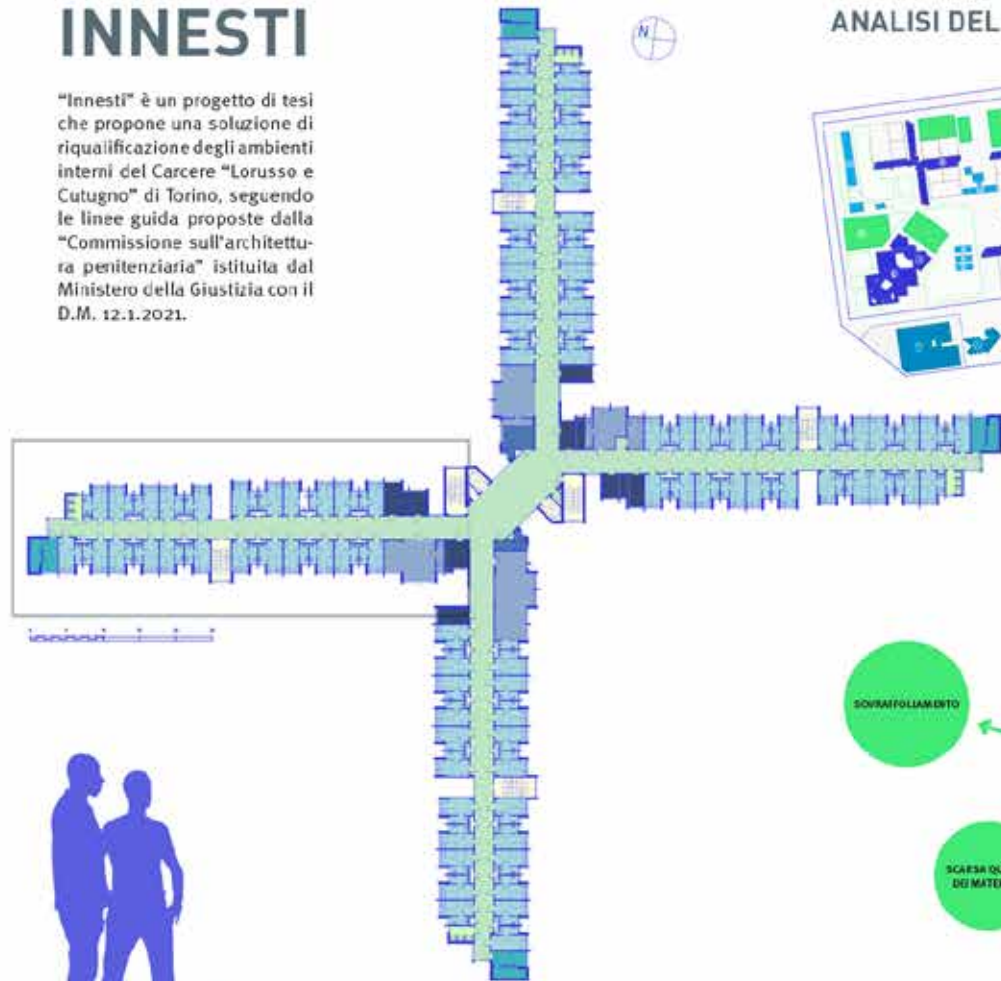 INNESTI
"Innesti" è un progetto di tesi
che propone una soluzione di
riqualificazione degli ambienti
interni del Carcere "Lorusso e
Cutugno" di Torino, seguendo
le linee guida proposte dalla
"Commissione sull'architettu-
ra penitenziaria" istituita dal
Ministero della Giustizia con il
D.M. 12.1.2021.
N
ANALISI DEL
SOVRAFFOLLAMENTO
SCARSA